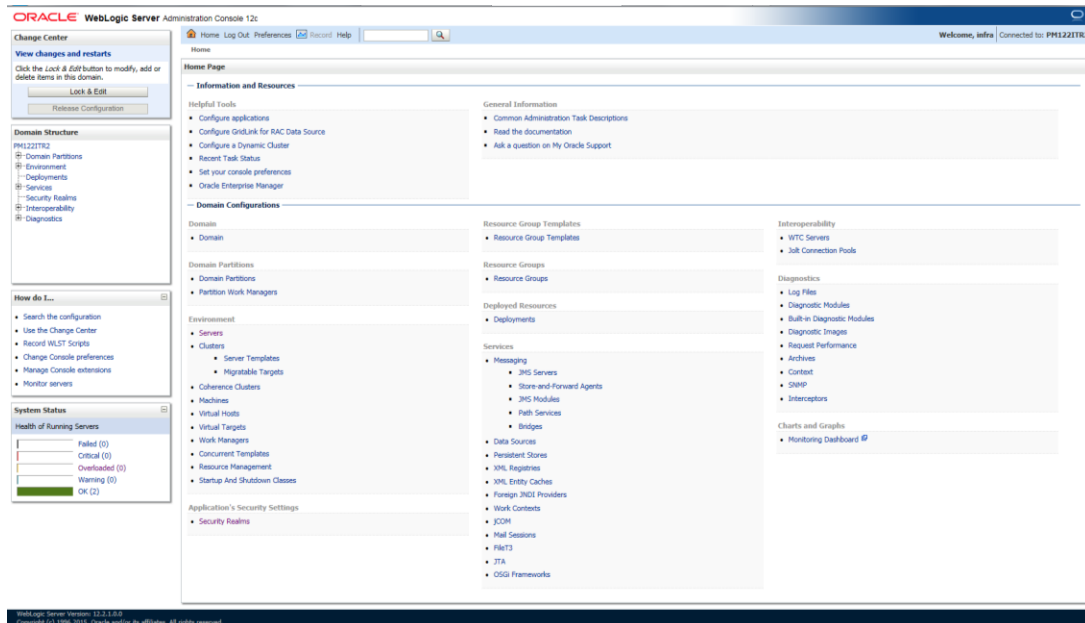 ORACLE WebLogic Server Administration Console 12c
Change Center
View changes and restarts
Click the Lock & Edit button to modify, add or
delete items in this domain.
Lock & Edit
Release Configuration
Domain Structure
PM122ITR2
Domain Partitions
Environment
Deployments
Services
Security Realms
Interoperability
Diagnostics
How do I...
Search the configuration
Use the Change Center
Record WLST Scripts
Change Console preferences
Manage Console extensions
Monitor servers
System Status
Health of Running Servers
Failed (0)
Critical (0)
Overloaded (0)
Warning (0)
OK (2)
Home Log Out Preferences Record Help
Welcome, infra Connected to: PM122ITR
Home
Home Page
Information and Resources
Helpful Tools
Configure applications
Configure GridLink for RAC Data Source
Configure a Dynamic Cluster
Recent Task Status
Set your console preferences
Oracle Enterprise Manager
General Information
Common Administration Task Descriptions
Read the documentation
Ask a question on My Oracle Support
Domain Configurations
Domain
Domain
Domain Partitions
Domain Partitions
Partition Work Managers
Environment
Servers
Clusters
Server Templates
Migratable Targets
Coherence Clusters
Machines
Virtual Hosts
Virtual Targets
Work Managers
Concurrent Templates
Resource Management
Startup And Shutdown Classes
Application's Security Settings
Security Realms
Resource Group Templates
Resource Group Templates
Resource Groups
Resource Groups
Deployed Resources
Deployments
Services
Messaging
JMS Servers
Store-and-Forward Agents
JMS Modules
Path Services
Bridges
Data Sources
Persistent Stores
XML Registries
XML Entity Caches
Foreign JNDI Providers
Work Contexts
jCOM
Mail Sessions
FileT3
JTA
OSGi Frameworks
Interoperability
WTC Servers
Jolt Connection Pools
Diagnostics
Log Files
Diagnostic Modules
Built-in Diagnostic Modules
Diagnostic Images
Request Performance
Archives
Context
SNMP
Interceptors
Charts and Graphs
Monitoring Dashboard
WebLogic Server Version: 12.2.1.0.0
Copyright (c) 1996,2015, Oracle and/or its affiliates. All rights reserved.